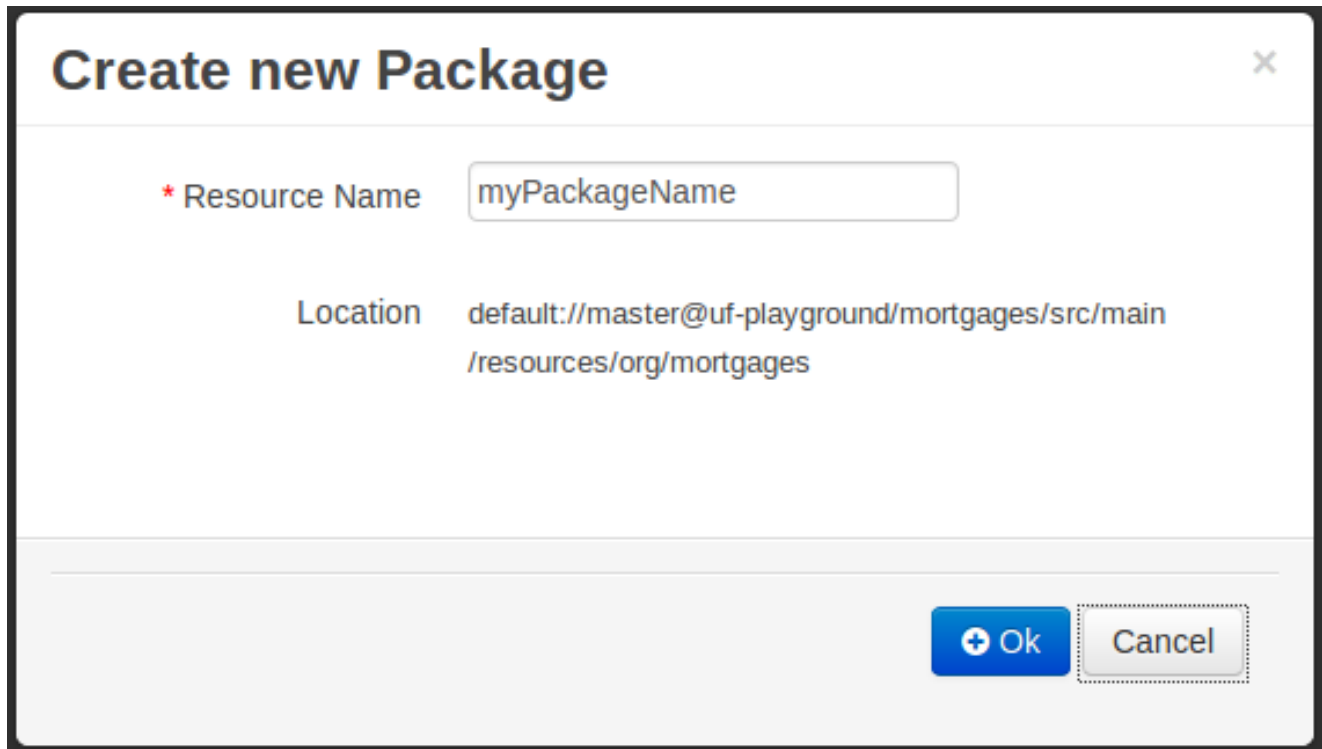 Create new Package ×
* Resource Name myPackageName
Location default://master@uf-playground/mortgages/src/main
/resources/org/mortgages
Ok Cancel